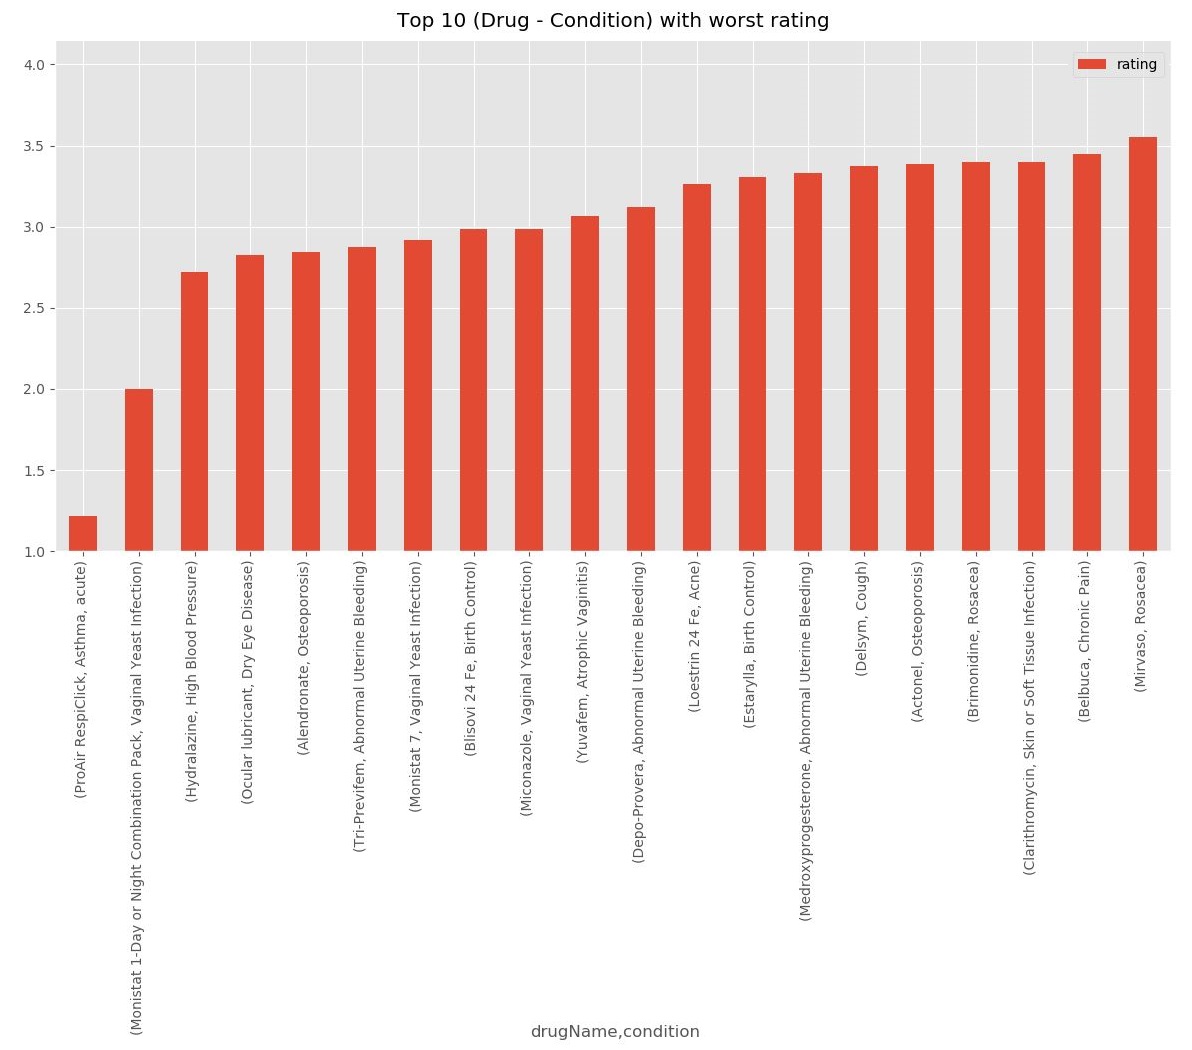 Top 10 (Drug - Condition) with worst rating
rating
4.0
3.5
3.0
2.5
2.0
1.5
1.0
(ProAir RespiClick, Asthma, acute)
(Monistat 1-Day or Night Combination Pack, Vaginal Yeast Infection)
(Hydralazine, High Blood Pressure)
(Ocular lubricant, Dry Eye Disease)
(Alendronate, Osteoporosis)
(Tri-Previfem, Abnormal Uterine Bleeding)
(Monistat 7, Vaginal Yeast Infection)
(Blisovi 24 Fe, Birth Control)
(Miconazole, Vaginal Yeast Infection)
(Yuvafem, Atrophic Vaginitis)
(Depo-Provera, Abnormal Uterine Bleeding)
(Loestrin 24 Fe, Acne)
(Estarylla, Birth Control)
(Medroxyprogesterone, Abnormal Uterine Bleeding)
(Delsym, Cough)
(Actonel, Osteoporosis)
(Brimonidine, Rosacea)
(Clarithromycin, Skin or Soft Tissue Infection)
(Belbuca, Chronic Pain)
(Mirvaso, Rosacea)
drugName,condition